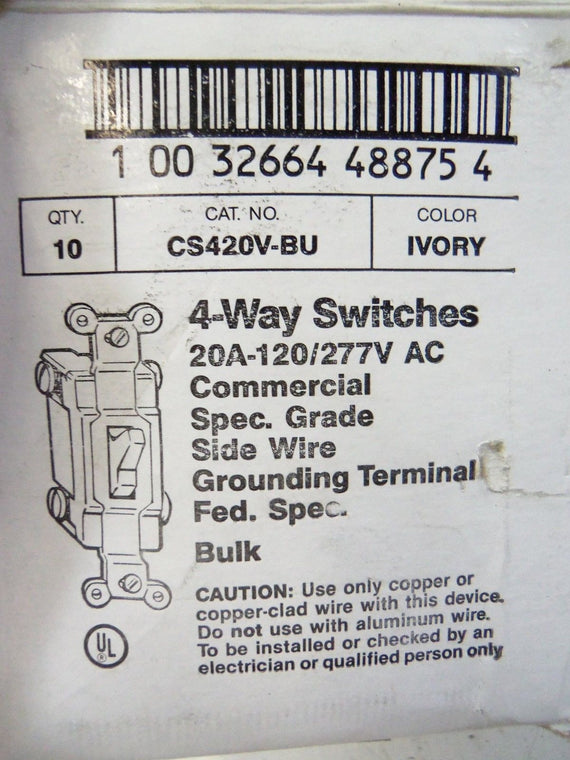 1 00 32664 48875 4
QTY. CAT. NO. COLOR
10 CS420V-BU IVORY
4-Way Switches
20A-120/277V AC
Commercial
Spec. Grade
Side Wire
Grounding Terminal
Fed. Spec.
Bulk
CAUTION: Use only copper or
copper-clad wire with this device.
Do not use with aluminum wire.
To be installed or checked by an
electrician or qualified person only
UL
®